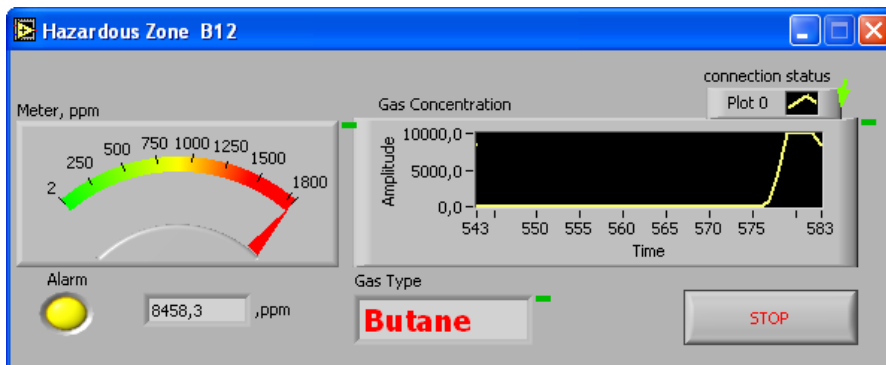 Hazardous Zone B12
connection status
Plot 0
Meter, ppm
Gas Concentration
2 250 500 750 1000 1250 1500 1800
Amplitude
10000,0
5000,0
0,0
543 550 555 560 565 570 575 583
Time
Alarm
8458,3 ,ppm
Gas Type
Butane
STOP